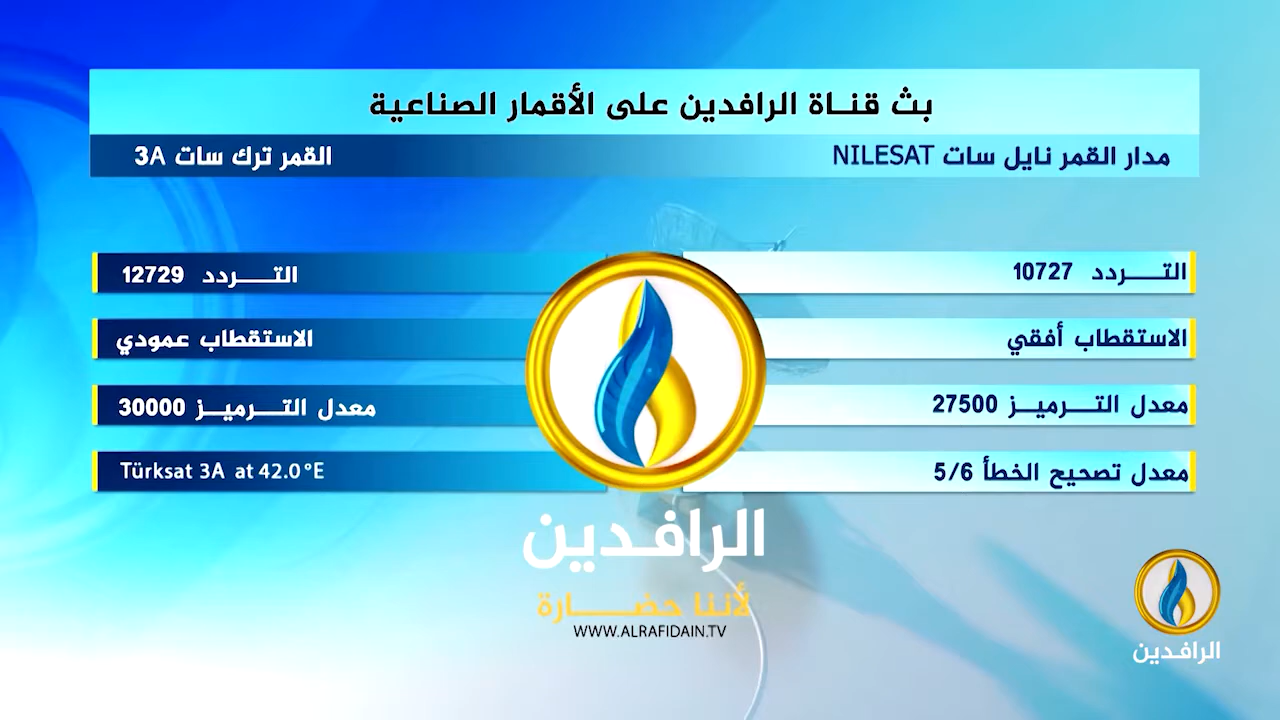 بث قناة الرافدين على الأقمار الصناعية
مدار القمر نايل سات NILESAT
القمر ترك سات 3A
التردد 10727
التردد 12729
الاستقطاب أفقي
الاستقطاب عمودي
معدل الترميز 27500
معدل الترميز 30000
معدل تصحيح الخطأ 5/6
Türksat 3A at 42.0°E
الرافدين
لأننا حضارة
WWW.ALRAFIDAIN.TV
الرافدين